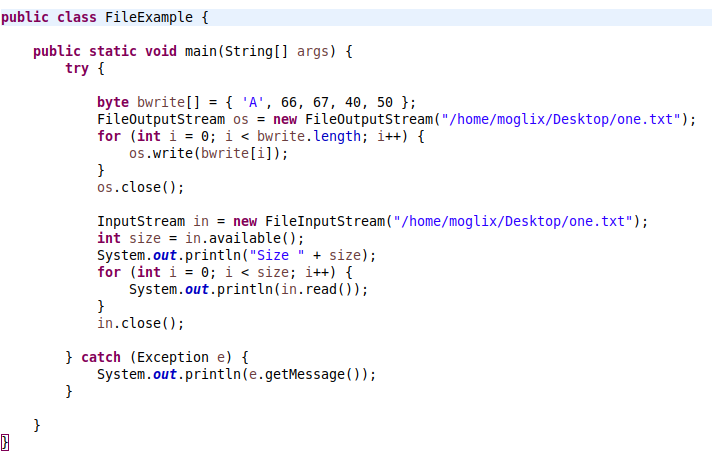 public class FileExample {
public static void main(String[] args) {
try {
byte bwrite[] = { 'A', 66, 67, 40, 50 };
FileOutputStream os = new FileOutputStream("/home/moglix/Desktop/one.txt");
for (int i = 0; i < bwrite.length; i++) {
os.write(bwrite[i]);
}
os.close();
InputStream in = new FileInputStream("/home/moglix/Desktop/one.txt");
int size = in.available();
System.out.println("Size " + size);
for (int i = 0; i < size; i++) {
System.out.println(in.read());
}
in.close();
} catch (Exception e) {
System.out.println(e.getMessage());
}
}
}